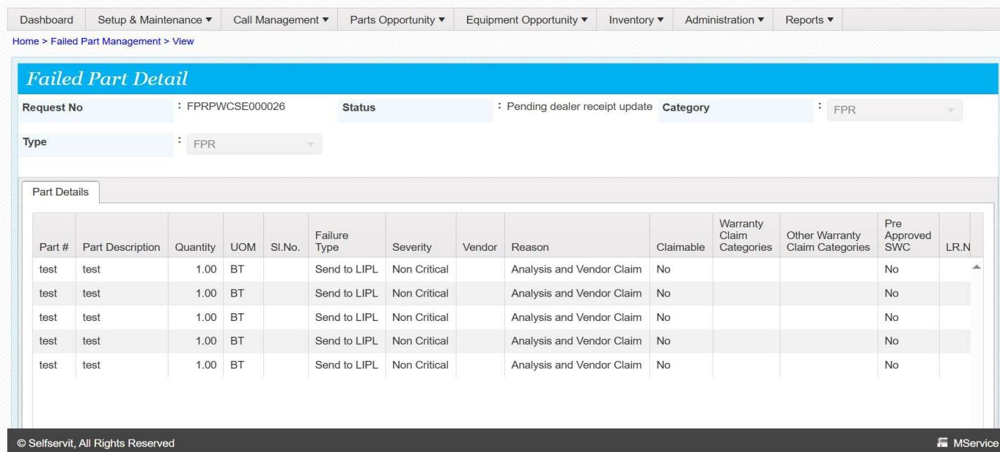 Dashboard Setup & Maintenance ▼ Call Management ▼ Parts Opportunity ▼ Equipment Opportunity ▼ Inventory ▼ Administration ▼ Reports ▼
Home > Failed Part Management > View
Failed Part Detail
Request No : FPRPWCSE000026 Status : Pending dealer receipt update Category : FPR
Type : FPR
Part Details
Part # Part Description Quantity UOM Sl.No. Failure Type Severity Vendor Reason Claimable Warranty Claim Categories Other Warranty Claim Categories Pre Approved SWC LR.N
test test 1.00 BT Send to LIPL Non Critical Analysis and Vendor Claim No No
test test 1.00 BT Send to LIPL Non Critical Analysis and Vendor Claim No No
test test 1.00 BT Send to LIPL Non Critical Analysis and Vendor Claim No No
test test 1.00 BT Send to LIPL Non Critical Analysis and Vendor Claim No No
test test 1.00 BT Send to LIPL Non Critical Analysis and Vendor Claim No No
© Selfservit, All Rights Reserved MService